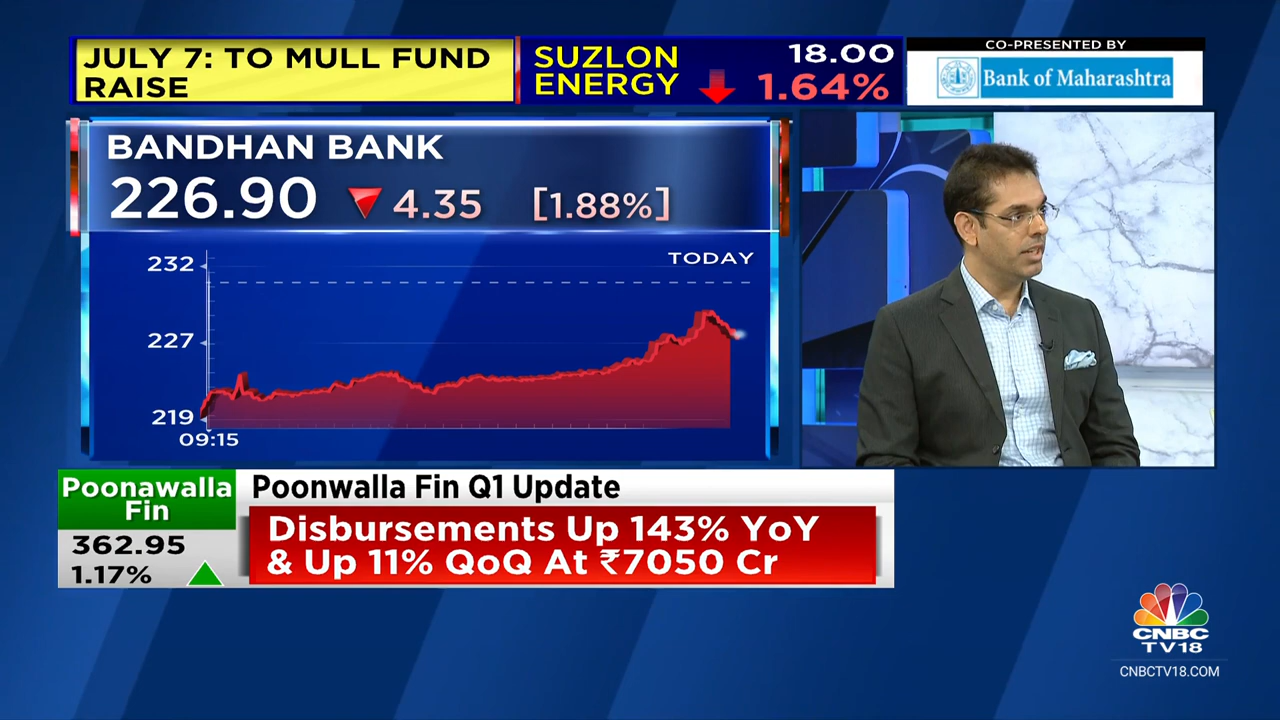 JULY 7: TO MULL FUND
RAISE
SUZLON
ENERGY
18.00
1.64%
CO-PRESENTED BY
Bank of Maharashtra
BANDHAN BANK
226.90 4.35 [1.88%]
TODAY
232
227
219
09:15
Poonawalla
Fin
362.95
1.17%
Poonwalla Fin Q1 Update
Disbursements Up 143% YoY
& Up 11% QoQ At ₹7050 Cr
CNBC
TV18
CNBCTV18.COM